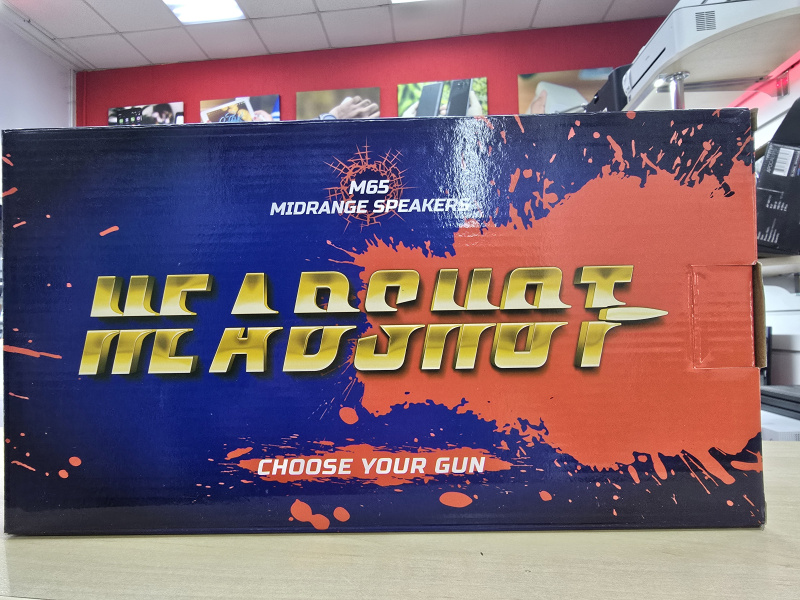 M65
MIDRANGE SPEAKERS
HEADSHOT
CHOOSE YOUR GUN